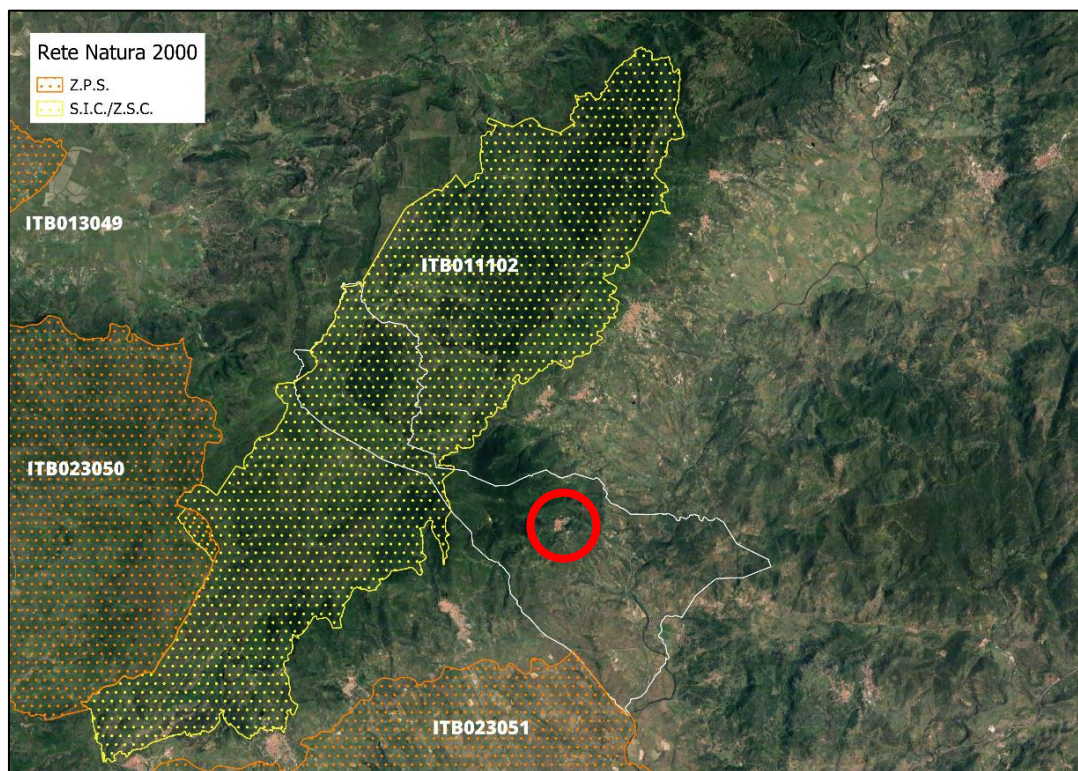 Rete Natura 2000
Z.P.S.
S.I.C./Z.S.C.
ITB013049
ITB011102
ITB023050
ITB023051